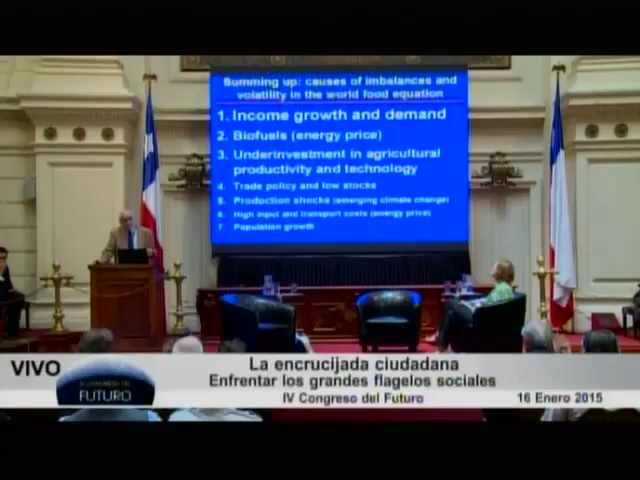 Summing up: causes of imbalances and
volatility in the world food equation
1. Income growth and demand
2. Biofuels (energy price)
3. Underinvestment in agricultural
productivity and technology
4. Trade policy and low stocks
5. Production shocks (emerging climate change)
6. High input and transport costs (energy price)
7. Population growth
VIVO
FUTURO
La encrucijada ciudadana
Enfrentar los grandes flagelos sociales
IV Congreso del Futuro
16 Enero 2015